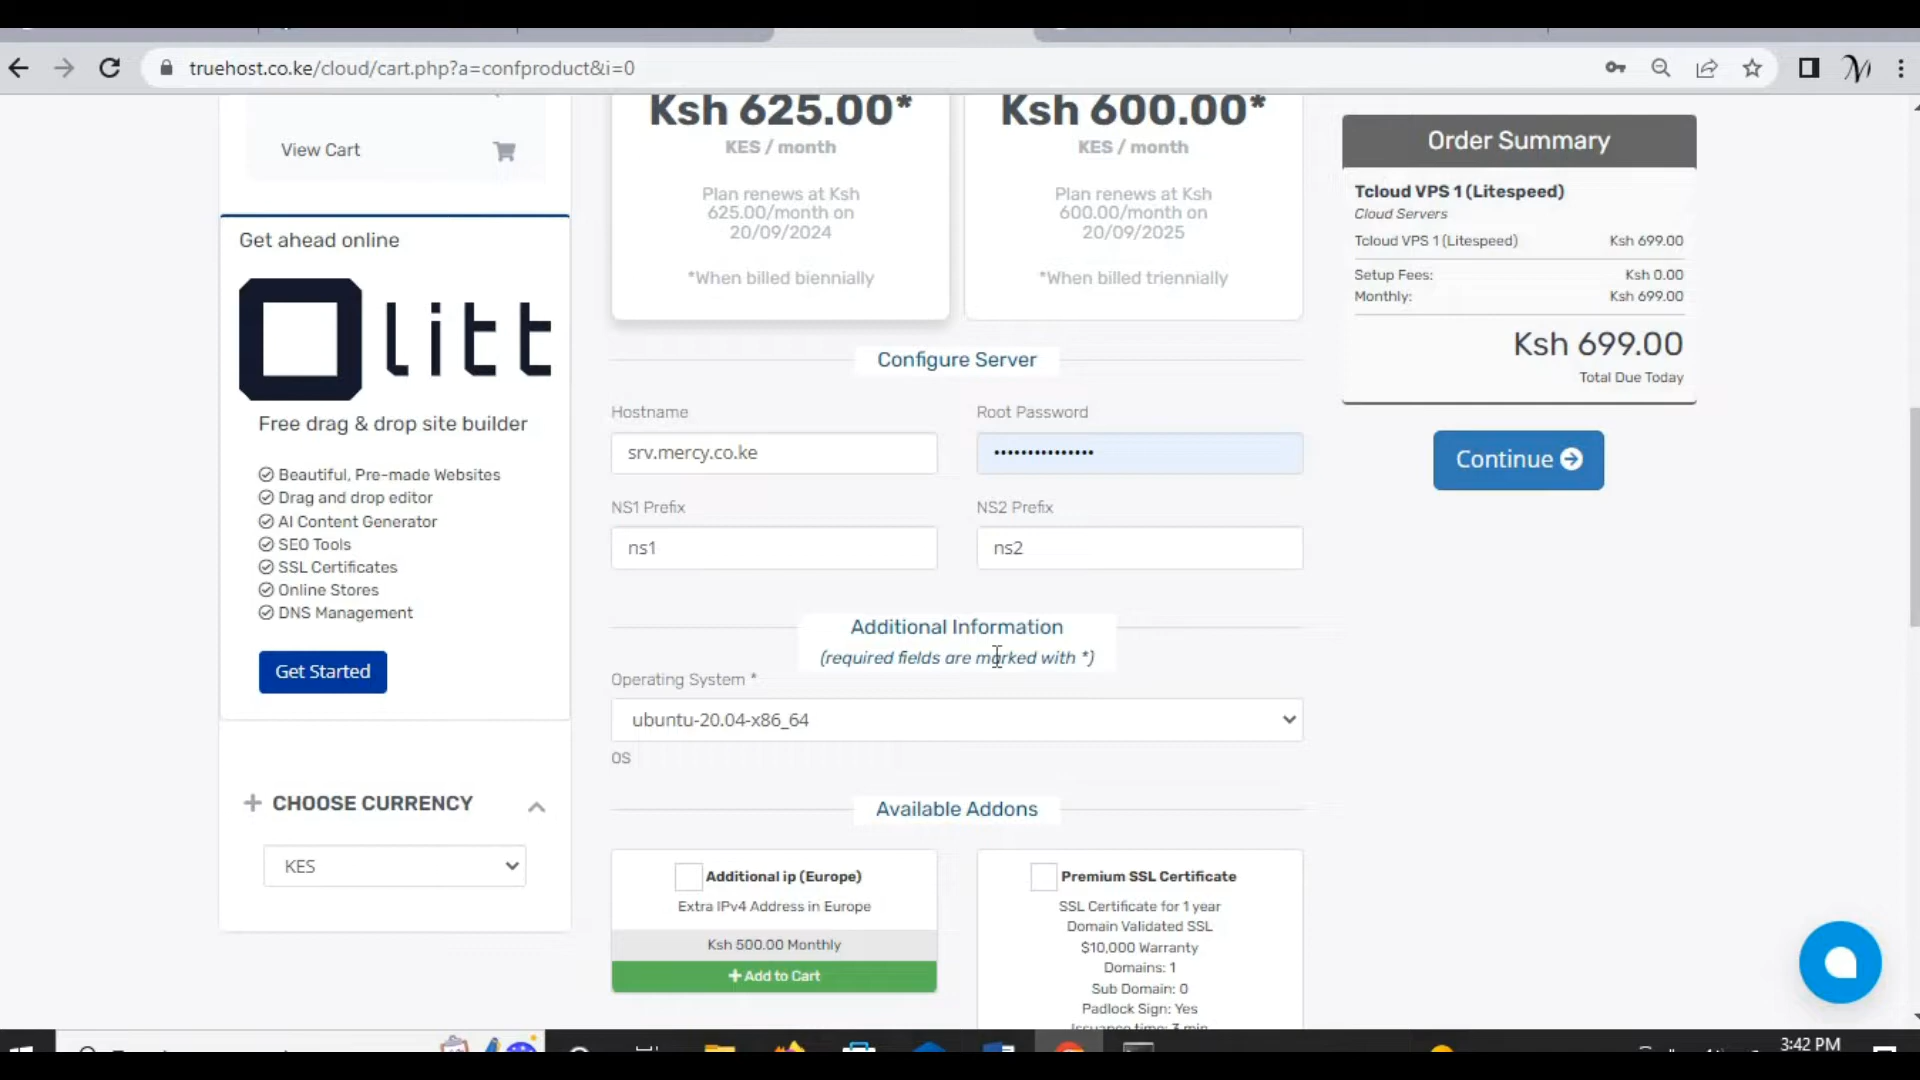 truehost.co.ke/cloud/cart.php?a=confproduct&i=0
View Cart
Get ahead online
Olitt
Free drag & drop site builder
Beautiful, Pre-made Websites
Drag and drop editor
AI Content Generator
SEO Tools
SSL Certificates
Online Stores
DNS Management
Get Started
CHOOSE CURRENCY
KES
Ksh 625.00*
KES / month
Plan renews at Ksh
625.00/month on
20/09/2024
*When billed biennially
Ksh 600.00*
KES / month
Plan renews at Ksh
600.00/month on
20/09/2025
*When billed triennially
Configure Server
Hostname
srv.mercy.co.ke
Root Password
•••••••••••••••
NS1 Prefix
ns1
NS2 Prefix
ns2
Additional Information
(required fields are marked with *)
Operating System *
ubuntu-20.04-x86_64
OS
Available Addons
Additional ip (Europe)
Extra IPv4 Address in Europe
Ksh 500.00 Monthly
+ Add to Cart
Premium SSL Certificate
SSL Certificate for 1 year
Domain Validated SSL
$10,000 Warranty
Domains: 1
Sub Domain: 0
Padlock Sign: Yes
Issuance time: 3 min
Order Summary
Tcloud VPS 1 (Litespeed)
Cloud Servers
Tcloud VPS 1 (Litespeed) Ksh 699.00
Setup Fees: Ksh 0.00
Monthly: Ksh 699.00
Ksh 699.00
Total Due Today
Continue
3:42 PM